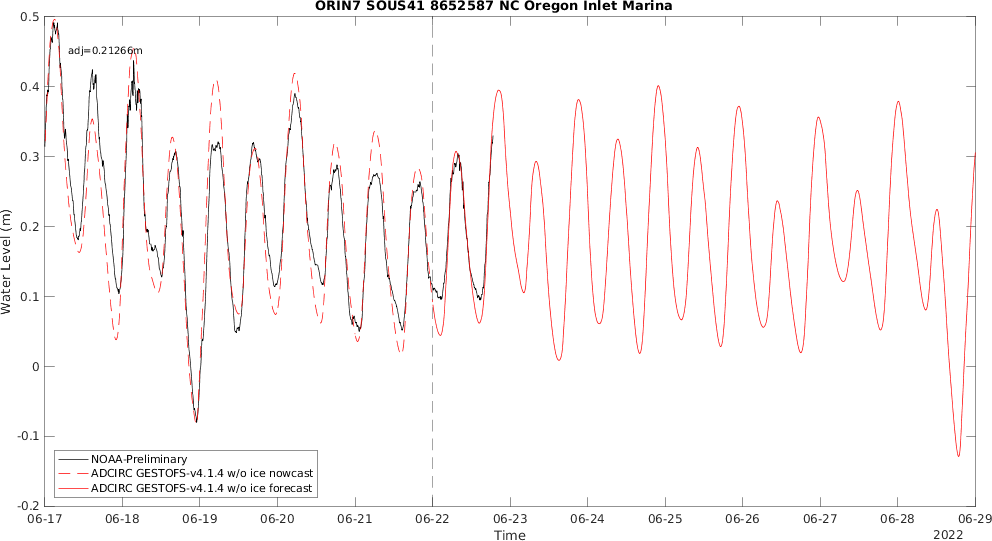 ORIN7 SOUS41 8652587 NC Oregon Inlet Marina
adj=0.21266m
0.5
0.4
0.3
0.2
0.1
0
-0.1
-0.2
Water Level (m)
NOAA-Preliminary
ADCIRC GESTOFS-v4.1.4 w/o ice nowcast
ADCIRC GESTOFS-v4.1.4 w/o ice forecast
06-17 06-18 06-19 06-20 06-21 06-22 06-23 06-24 06-25 06-26 06-27 06-28 06-29
Time
2022